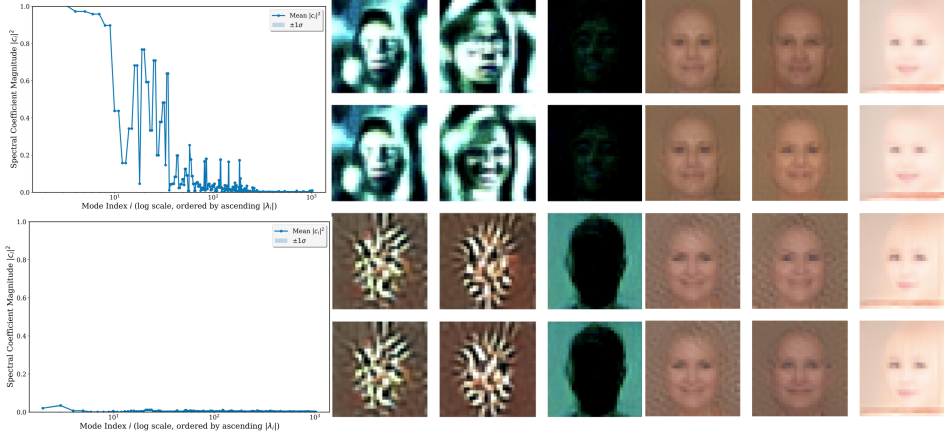 1.0
Mean |cᵢ|²
±1σ
0.8
0.6
0.4
0.2
0.0
Spectral Coefficient Magnitude |cᵢ|²
10¹ 10² 10³
Mode Index i (log scale, ordered by ascending |λᵢ|)
1.0
Mean |cᵢ|²
±1σ
0.8
0.6
0.4
0.2
0.0
Spectral Coefficient Magnitude |cᵢ|²
10¹ 10² 10³
Mode Index i (log scale, ordered by ascending |λᵢ|)